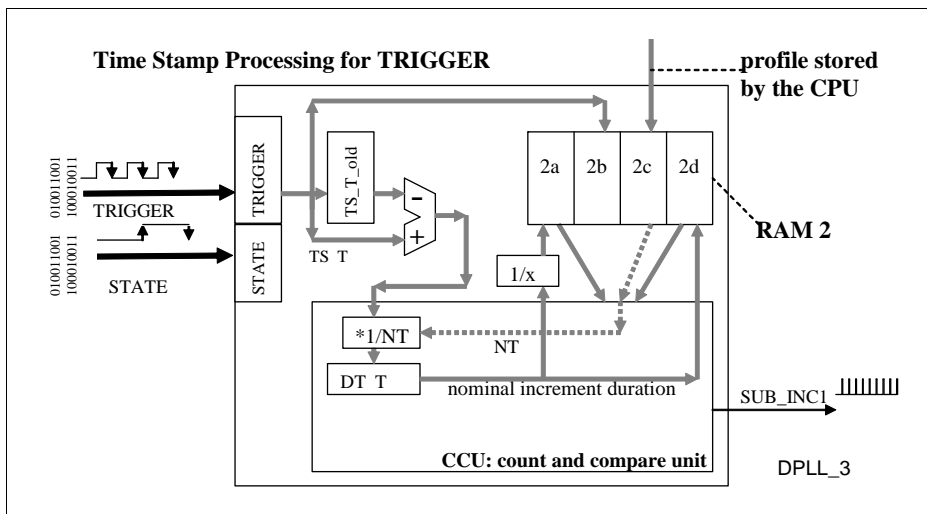 Time Stamp Processing for TRIGGER
profile stored
by the CPU
010011001
100010011
TRIGGER
TRIGGER
TS_T_old
-
+
TS T
2a 2b 2c 2d
RAM 2
010011001
100010011
STATE
STATE
1/x
*1/NT
NT
DT T
nominal increment duration
SUB_INC1
CCU: count and compare unit
DPLL_3